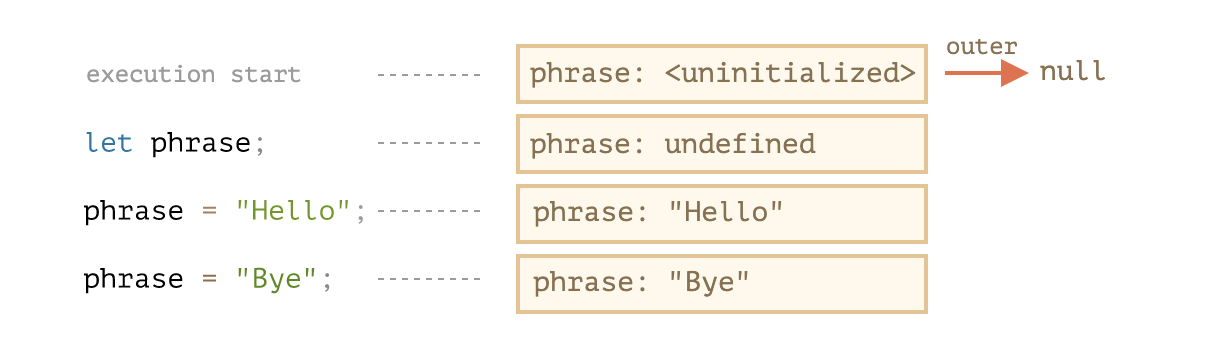 outer
execution start --------- phrase: <uninitialized> null
let phrase; --------- phrase: undefined
phrase = "Hello"; --------- phrase: "Hello"
phrase = "Bye"; --------- phrase: "Bye"